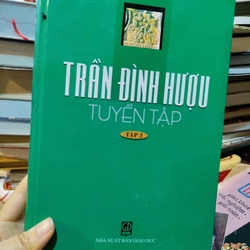 TRẦN ĐÌNH HƯỢU
TUYỂN TẬP
TẬP 2
NHÀ XUẤT BẢN GIÁO DỤC